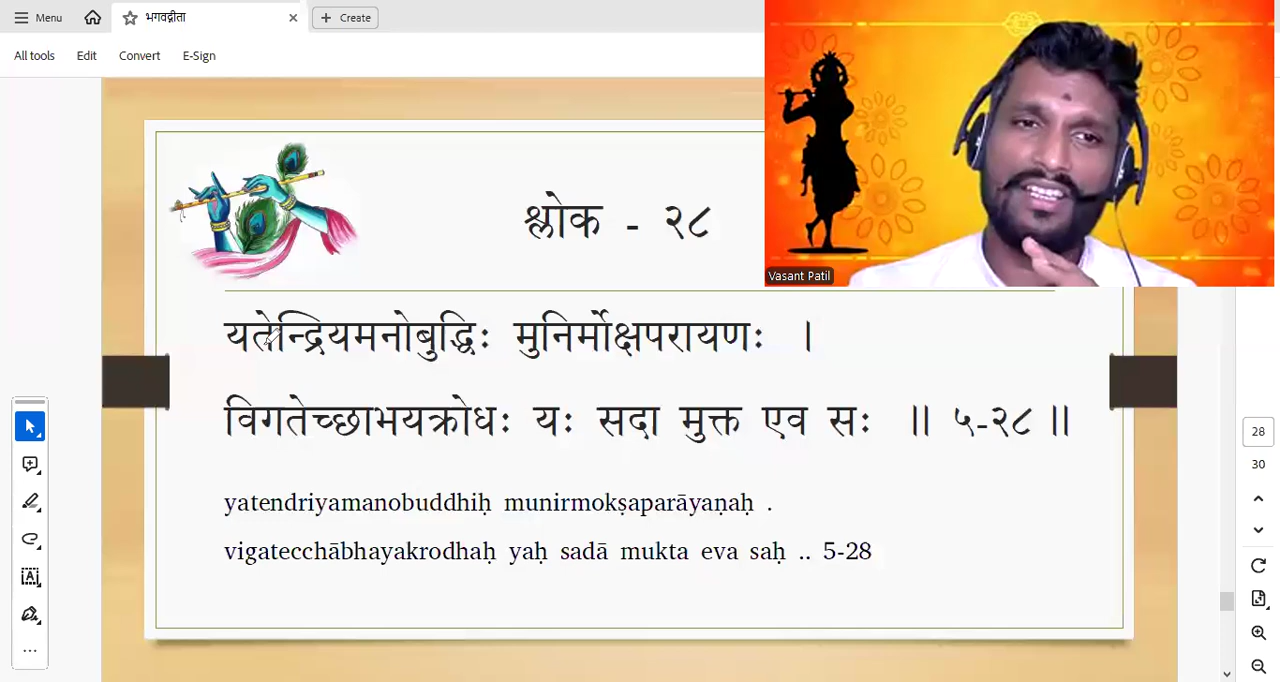 Menu
भगवद्गीता
Create
All tools Edit Convert E-Sign
श्लोक - २८
Vasant Patil
यतेन्द्रियमनोबुद्धिः मुनिर्मोक्षपरायणः ।
विगतेच्छाभयक्रोधः यः सदा मुक्त एव सः ॥ ५-२८ ॥
yatendriyamanobuddhiḥ munirmokṣaparāyaṇaḥ .
vigatecchābhayakrodhaḥ yaḥ sadā mukta eva saḥ .. 5-28
28
30